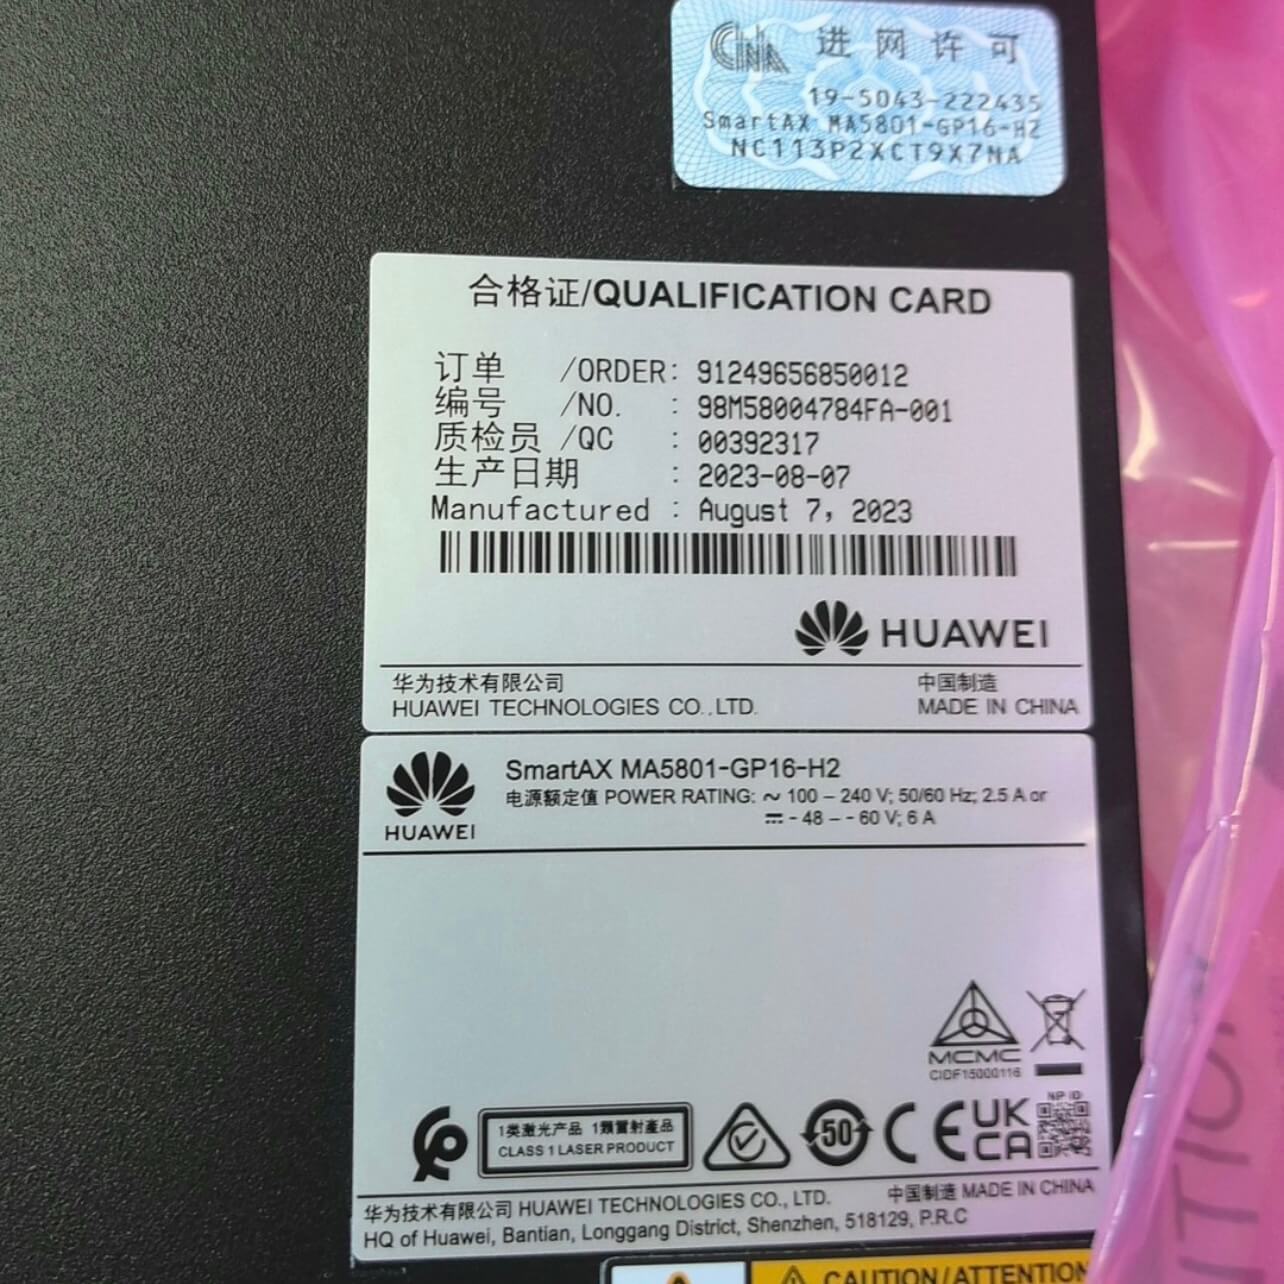 CNA 进网许可
19-5043-222435
SmartAX MA5801-GP16-H2
NC113P2XCT9X7NA
合格证/QUALIFICATION CARD
订单 /ORDER: 91249656850012
编号 /NO. : 98M58004784FA-001
质检员 /QC : 00392317
生产日期 : 2023-08-07
Manufactured : August 7, 2023
HUAWEI
华为技术有限公司 中国制造
HUAWEI TECHNOLOGIES CO.,LTD. MADE IN CHINA
SmartAX MA5801-GP16-H2
电源额定值 POWER RATING: ~ 100 – 240 V; 50/60 Hz; 2.5 A or
⎓ - 48 – - 60 V; 6 A
HUAWEI
MCMC
CIDF15000116
NP ID
1类激光产品 1類雷射產品
CLASS 1 LASER PRODUCT
50
CE
UK
CA
华为技术有限公司 HUAWEI TECHNOLOGIES CO., LTD. 中国制造 MADE IN CHINA
HQ of Huawei, Bantian, Longgang District, Shenzhen, 518129, P.R.C
CAUTION/ATTENTION